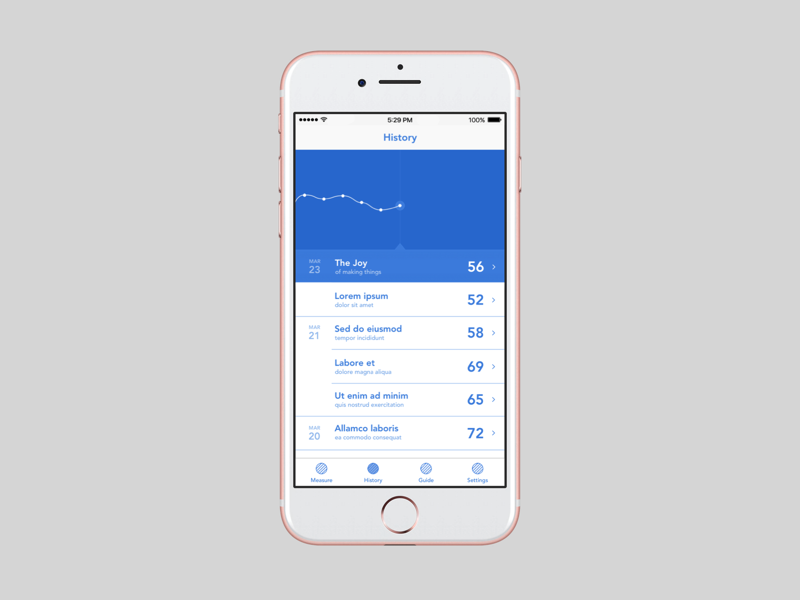 5:29 PM
100%
History
MAR
23
The Joy
of making things
56
Lorem ipsum
dolor sit amet
52
MAR
21
Sed do eiusmod
tempor incididunt
58
Labore et
dolore magna aliqua
69
Ut enim ad minim
quis nostrud exercitation
65
MAR
20
Allamco laboris
ea commodo consequat
72
Measure
History
Guide
Settings